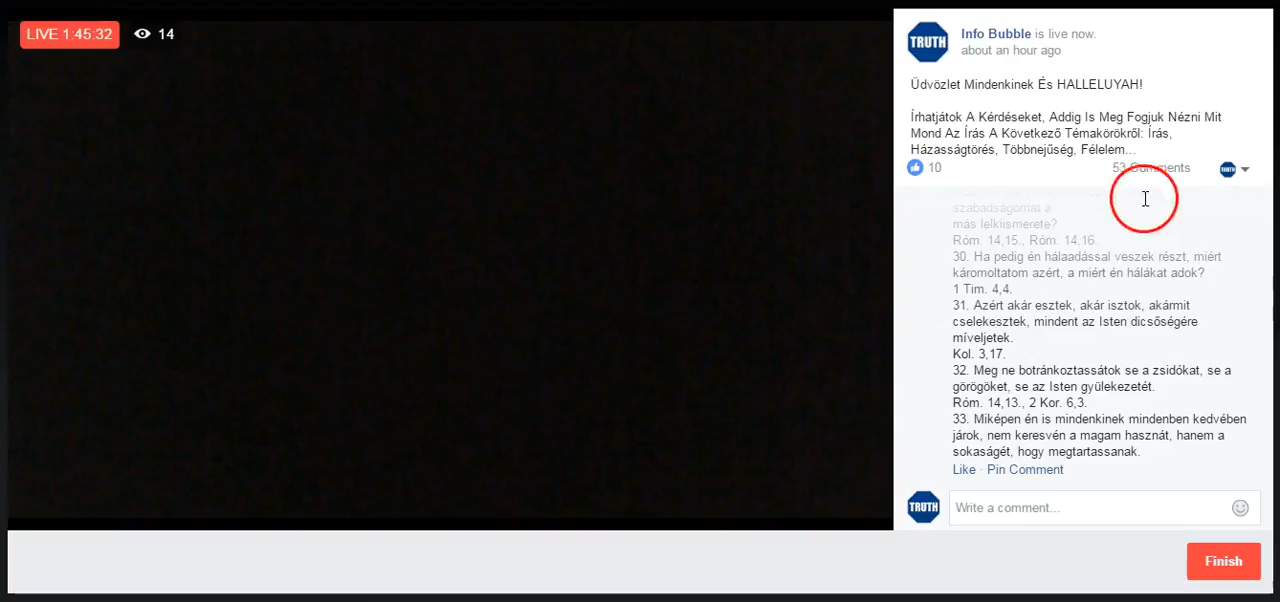 LIVE 1:45:32 14
TRUTH
Info Bubble is live now.
about an hour ago
Üdvözlet Mindenkinek És HALLELUYAH!
Írhatjátok A Kérdéseket, Addig Is Meg Fogjuk Nézni Mit
Mond Az Írás A Következő Témakörökről: Írás,
Házasságtörés, Többnejűség, Félelem...
10
53 Comments
TRUTH
szabadságomat a
más lelkiismerete?
Róm. 14,15., Róm. 14,16.
30. Ha pedig én hálaadással veszek részt, miért
káromoltatom azért, a miért én hálákat adok?
1 Tim. 4,4.
31. Azért akár esztek, akár isztok, akármit
cselekesztek, mindent az Isten dicsőségére
míveljetek.
Kol. 3,17.
32. Meg ne botránkoztassátok se a zsidókat, se a
görögöket, se az Isten gyülekezetét.
Róm. 14,13., 2 Kor. 6,3.
33. Miképen én is mindenkinek mindenben kedvében
járok, nem keresvén a magam hasznát, hanem a
sokaságét, hogy megtartassanak.
Like · Pin Comment
TRUTH
Write a comment...
Finish